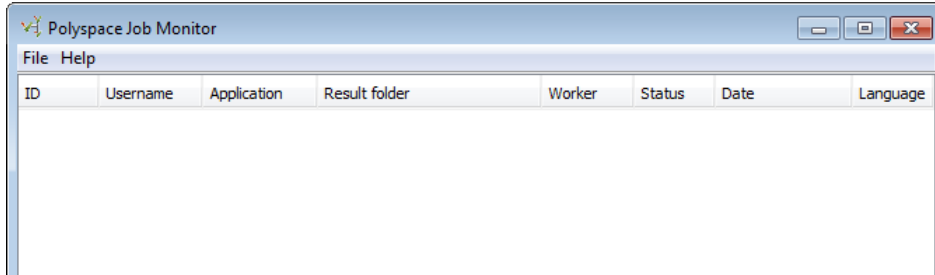 Polyspace Job Monitor
File Help
ID Username Application Result folder Worker Status Date Language